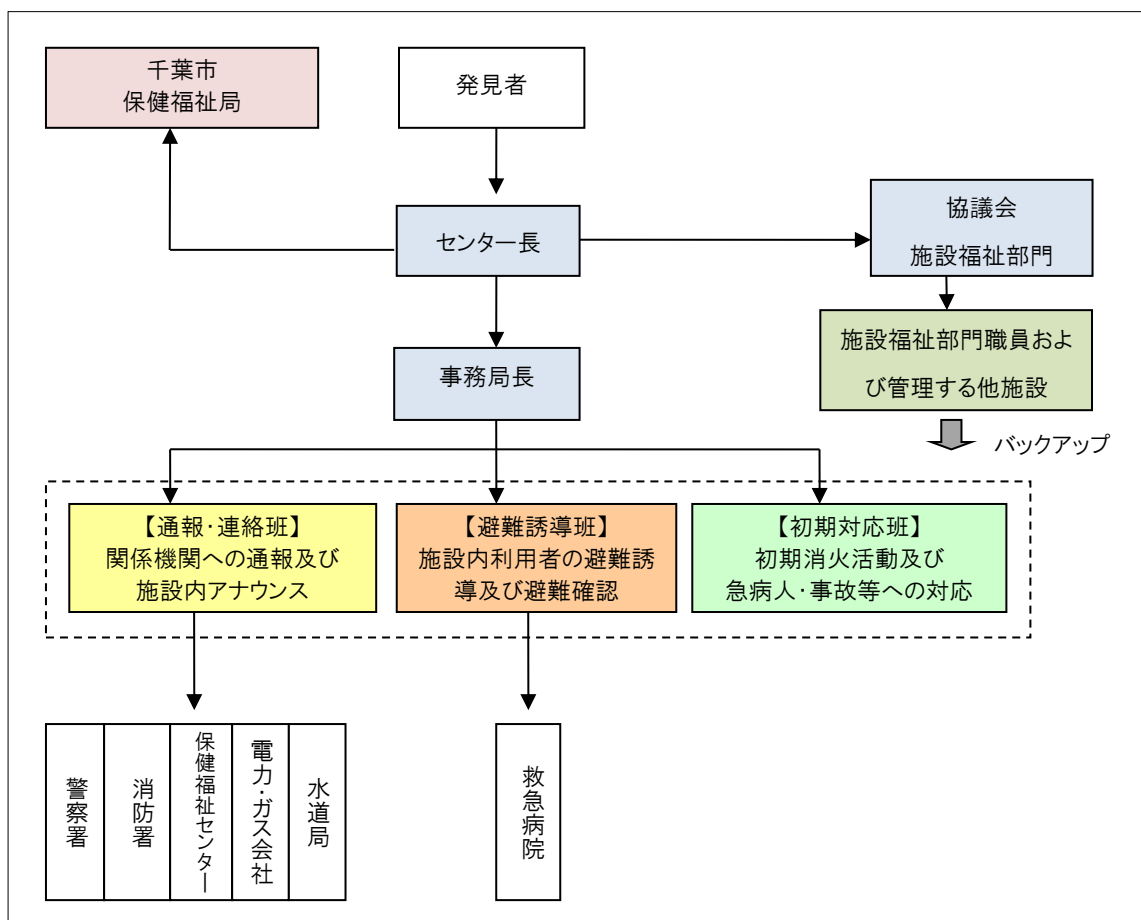 千葉市
保健福祉局
発見者
センター長
協議会
施設福祉部門
事務局長
施設福祉部門職員およ
び管理する他施設
バックアップ
【通報・連絡班】
関係機関への通報及び
施設内アナウンス
【避難誘導班】
施設内利用者の避難誘
導及び避難確認
【初期対応班】
初期消火活動及び
急病人・事故等への対応
警察署
消防署
保健福祉センター
電力・ガス会社
水道局
救急病院